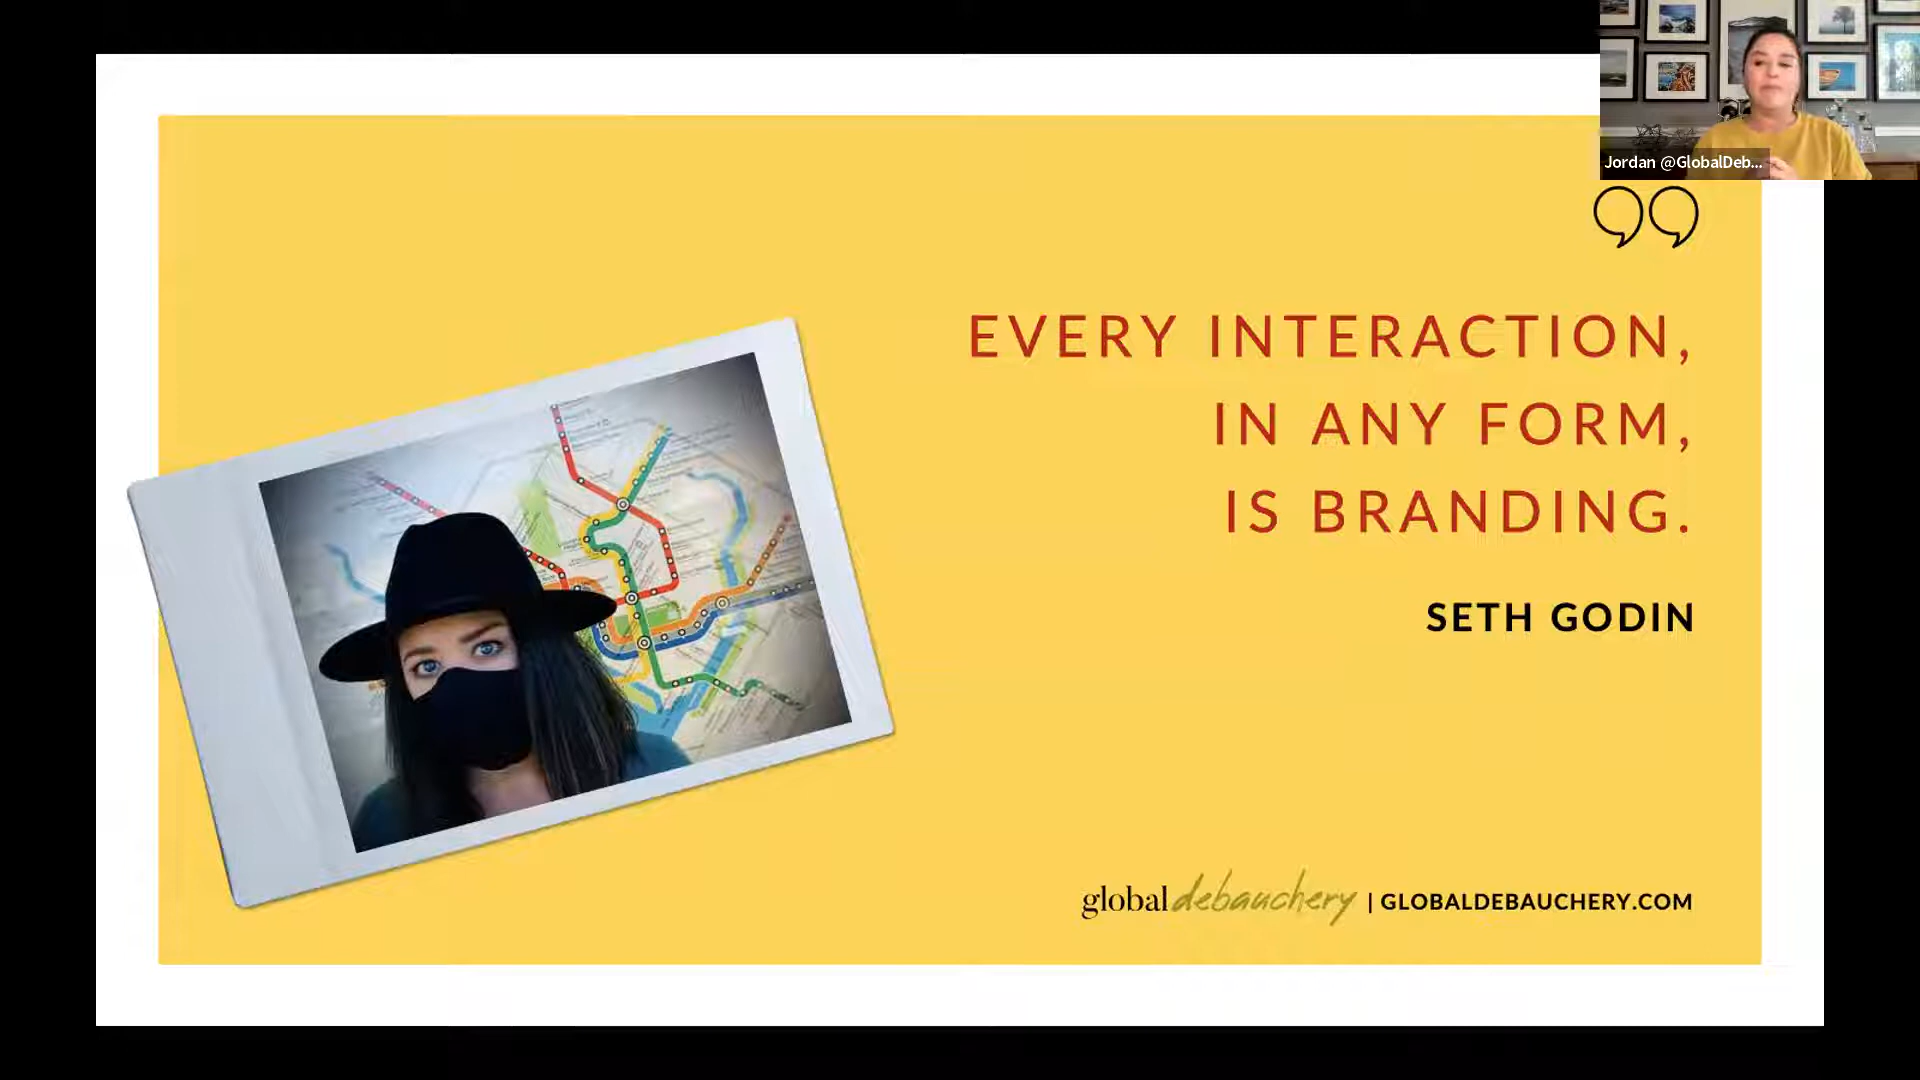 Jordan @GlobalDeb...
EVERY INTERACTION,
IN ANY FORM,
IS BRANDING.
SETH GODIN
global debauchery | GLOBALDEBAUCHERY.COM